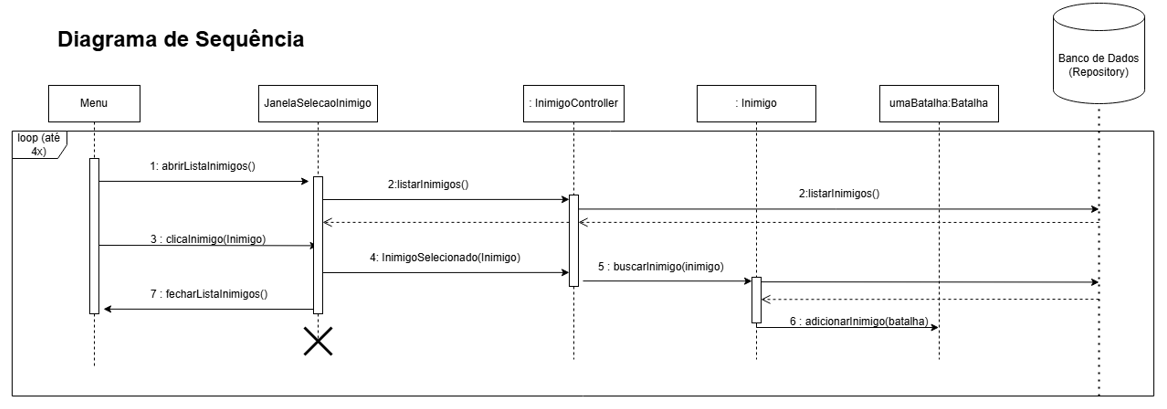 Diagrama de Sequência
Banco de Dados
(Repository)
Menu
JanelaSelecaoInimigo
: InimigoController
: Inimigo
umaBatalha:Batalha
loop (até
4x)
1: abrirListaInimigos()
2:listarInimigos()
2:listarInimigos()
3 : clicaInimigo(Inimigo)
4: InimigoSelecionado(Inimigo)
5 : buscarInimigo(inimigo)
7 : fecharListaInimigos()
6 : adicionarInimigo(batalha)